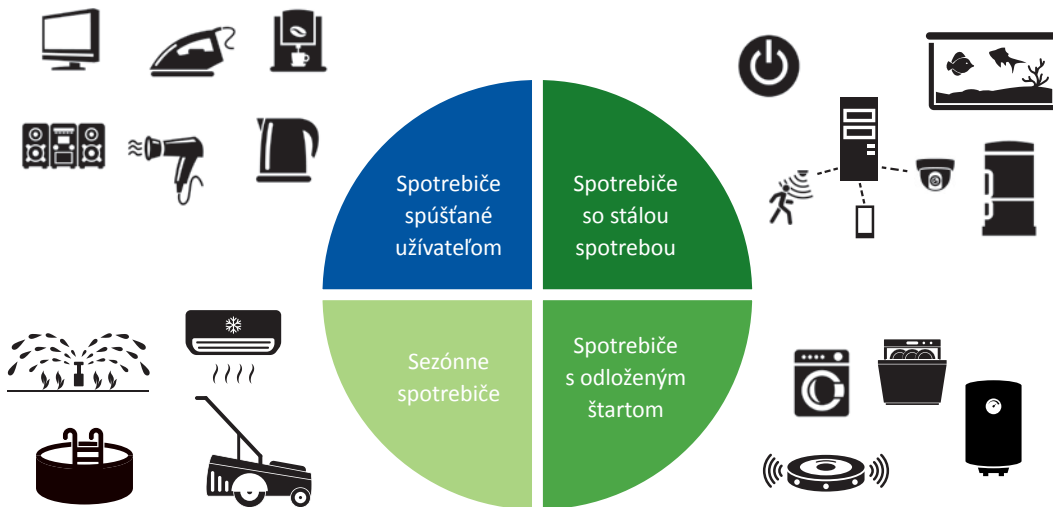 Spotrebiče
spúšťané
užívateľom
Spotrebiče
so stálou
spotrebou
Sezónne
spotrebiče
Spotrebiče
s odloženým
štartom